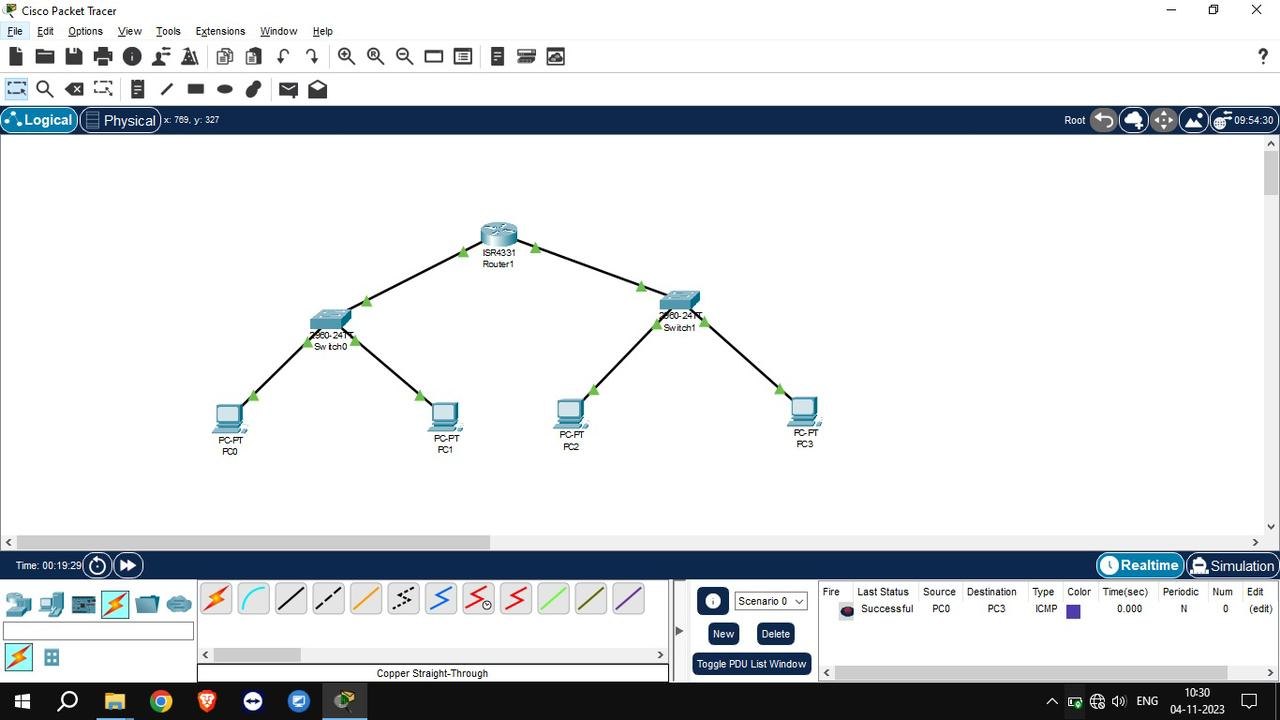 Cisco Packet Tracer
File Edit Options View Tools Extensions Window Help
Logical Physical x: 769, y: 327 Root 09:54:30
ISR4331
Router1
2960-24TT
Switch0
2960-24TT
Switch1
PC-PT
PC0
PC-PT
PC1
PC-PT
PC2
PC-PT
PC3
Time: 00:19:29 Realtime Simulation
Scenario 0
New Delete
Toggle PDU List Window
Fire Last Status Source Destination Type Color Time(sec) Periodic Num Edit
Successful PC0 PC3 ICMP 0.000 N 0 (edit)
Copper Straight-Through
ENG
10:30
04-11-2023